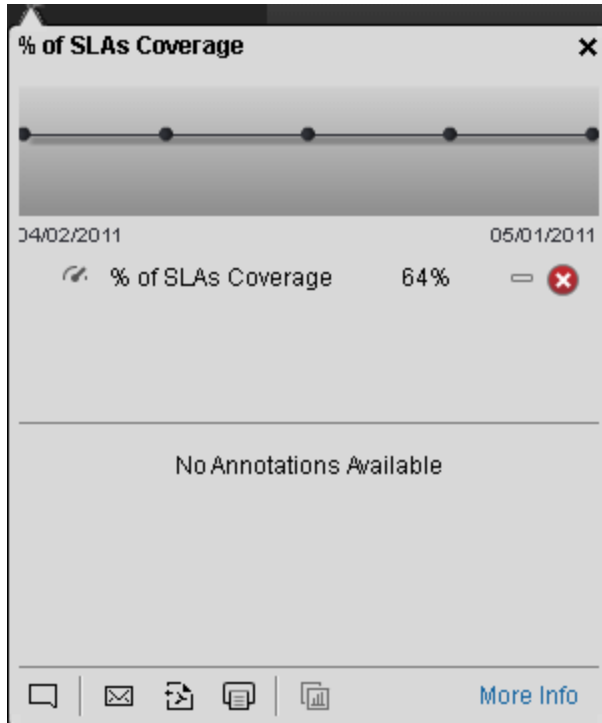 % of SLAs Coverage
04/02/2011 05/01/2011
% of SLAs Coverage 64%
No Annotations Available
More Info